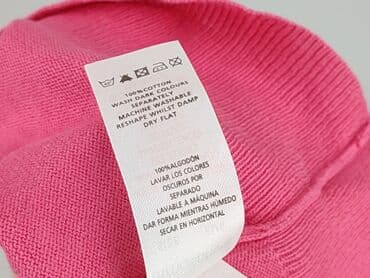 100%COTTON
WASH DARK COLOURS
SEPARATELY
MACHINE WASHABLE
RESHAPE WHILST DAMP
DRY FLAT
100%ALGODÓN
LAVAR LOS COLORES
OSCUROS POR
SEPARADO
LAVABLE A MÁQUINA
DAR FORMA MIENTRAS HÚMEDO
SECAR EN HORIZONTAL